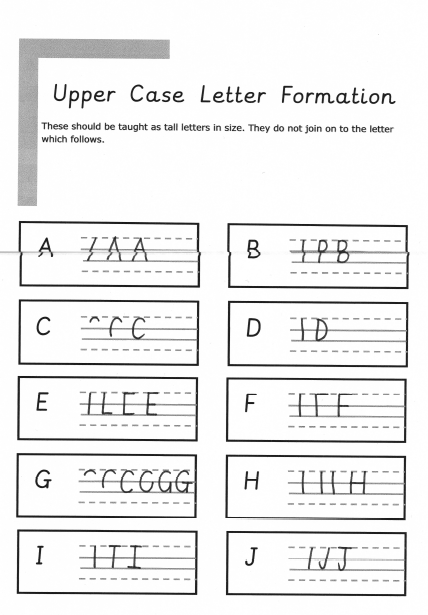 Upper Case Letter Formation
These should be taught as tall letters in size. They do not join on to the letter
which follows.
A / Λ A
B I P B
C ⌒ ſ C
D I D
E I L E E
F I T F
G ⌒ ſ C G G G
H I I I H
I I T I
J I J J